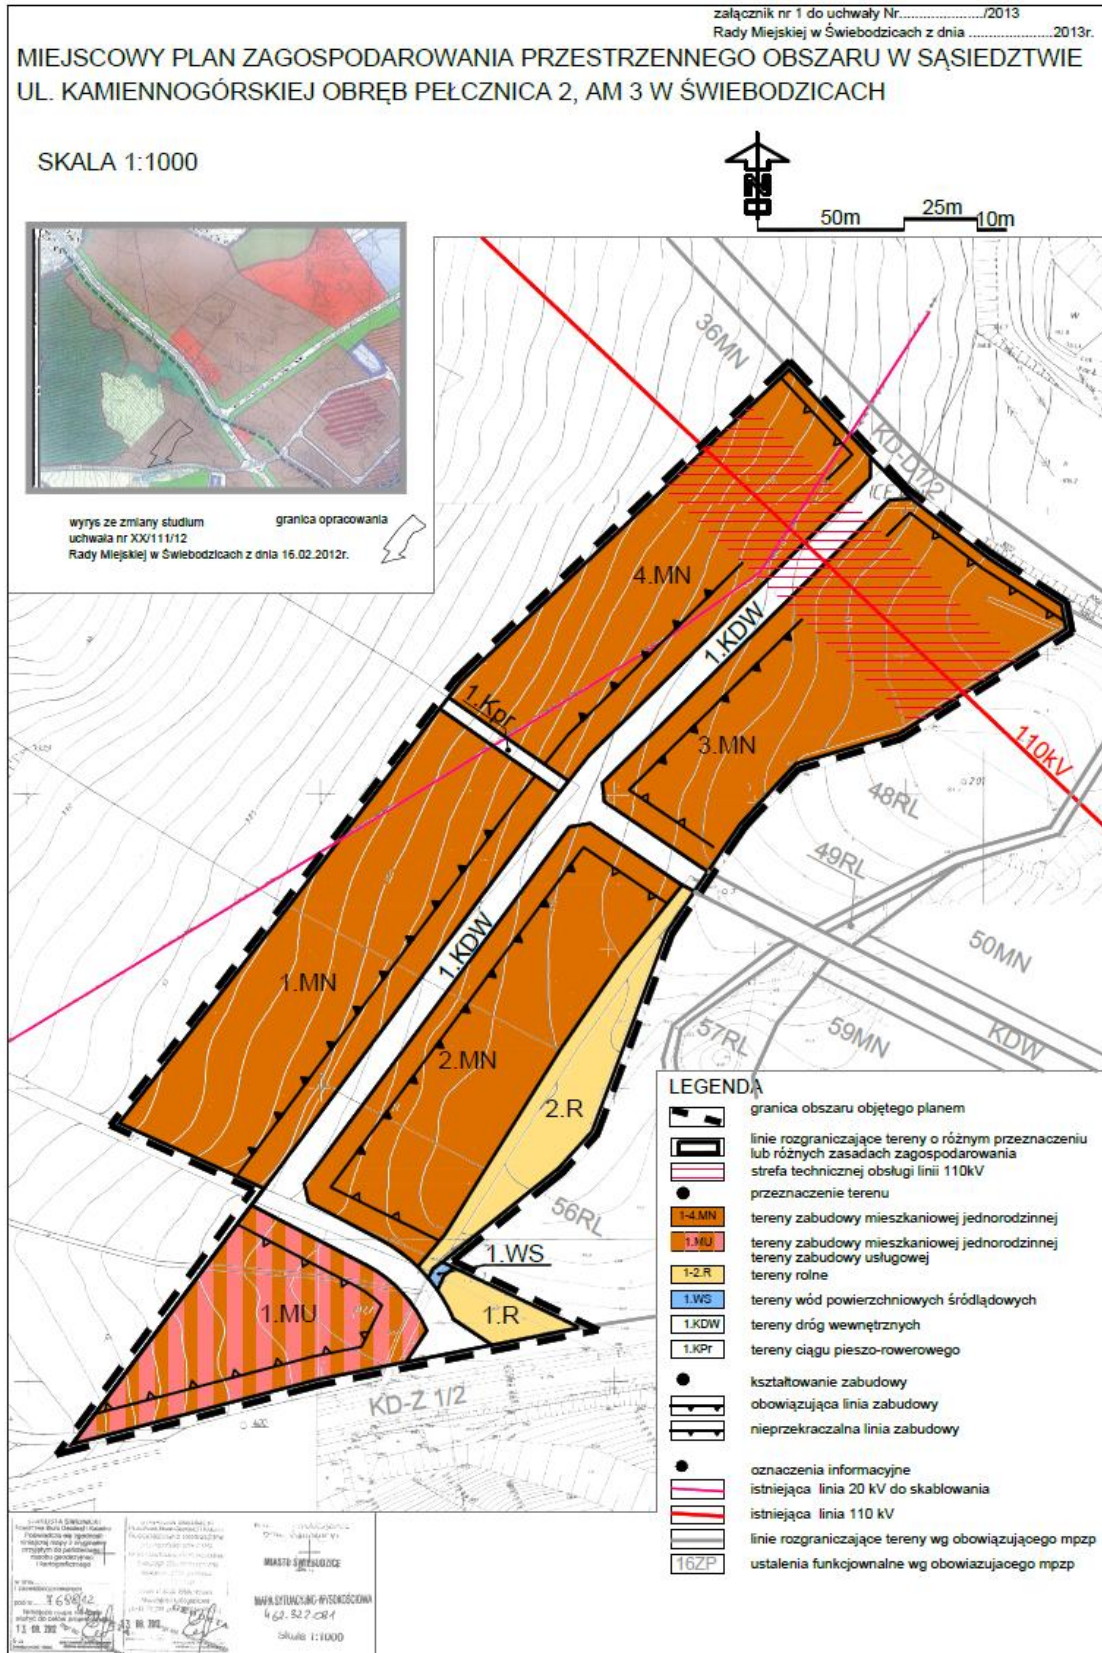 załącznik nr 1 do uchwały Nr....................../2013
Rady Miejskiej w Świebodzicach z dnia ......................2013r.
MIEJSCOWY PLAN ZAGOSPODAROWANIA PRZESTRZENNEGO OBSZARU W SĄSIEDZTWIE
UL. KAMIENNOGÓRSKIEJ OBRĘB PEŁCZNICA 2, AM 3 W ŚWIEBODZICACH
SKALA 1:1000
N
50m
25m
10m
wyrys ze zmiany studium
uchwała nr XX/111/12
Rady Miejskiej w Świebodzicach z dnia 16.02.2012r.
granica opracowania
36MN
KD-D1/2
4.MN
1.KDW
1.Kpr
3.MN
110kV
48RL
49RL
50MN
1.KDW
1.MN
2.MN
57RL
59MN
KDW
2.R
56RL
1.WS
1.MU
1.R
KD-Z 1/2
LEGENDA
granica obszaru objętego planem
linie rozgraniczające tereny o różnym przeznaczeniu
lub różnych zasadach zagospodarowania
strefa technicznej obsługi linii 110kV
przeznaczenie terenu
1-4.MN tereny zabudowy mieszkaniowej jednorodzinnej
1.MU tereny zabudowy mieszkaniowej jednorodzinnej
tereny zabudowy usługowej
1-2.R tereny rolne
1.WS tereny wód powierzchniowych śródlądowych
1.KDW tereny dróg wewnętrznych
1.KPr tereny ciągu pieszo-rowerowego
kształtowanie zabudowy
obowiązująca linia zabudowy
nieprzekraczalna linia zabudowy
oznaczenia informacyjne
istniejąca linia 20 kV do skablowania
istniejąca linia 110 kV
linie rozgraniczające tereny wg obowiązującego mpzp
16ZP ustalenia funkcjownalne wg obowiazujacego mpzp
MIASTO ŚWIEBODZICE
MAPA SYTUACYJNO-WYSOKOŚCIOWA
462.322.081
Skala 1:1000